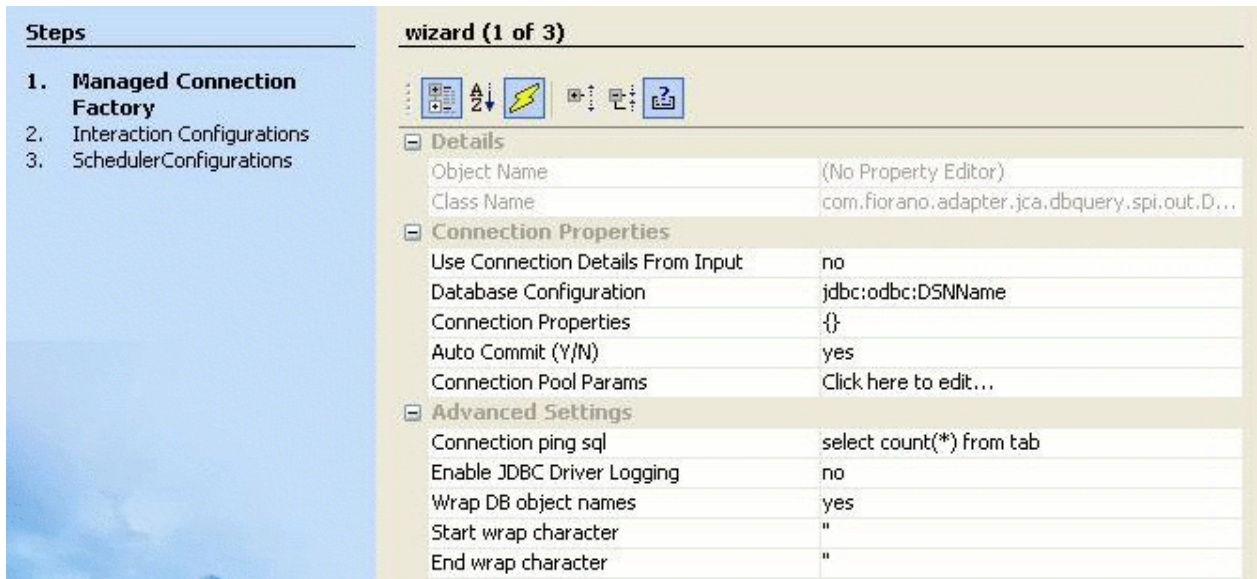 Steps
1. Managed Connection
Factory
2. Interaction Configurations
3. SchedulerConfigurations
wizard (1 of 3)
Details
Object Name (No Property Editor)
Class Name com.fiorano.adapter.jca.dbquery.spi.out.D...
Connection Properties
Use Connection Details From Input no
Database Configuration jdbc:odbc:DSNName
Connection Properties {}
Auto Commit (Y/N) yes
Connection Pool Params Click here to edit...
Advanced Settings
Connection ping sql select count(*) from tab
Enable JDBC Driver Logging no
Wrap DB object names yes
Start wrap character "
End wrap character "